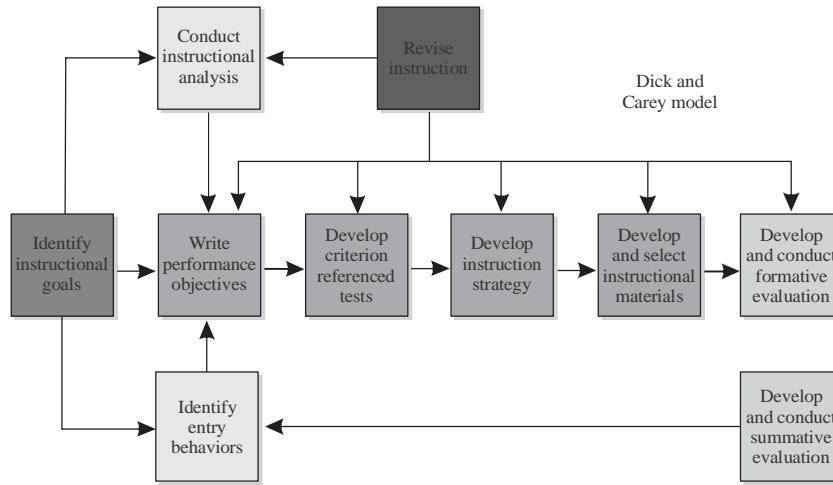 Conduct
instructional
analysis
Revise
instruction
Dick and
Carey model
Identify
instructional
goals
Write
performance
objectives
Develop
criterion
referenced
tests
Develop
instruction
strategy
Develop
and select
instructional
materials
Develop
and conduct
formative
evaluation
Identify
entry
behaviors
Develop
and conduct
summative
evaluation